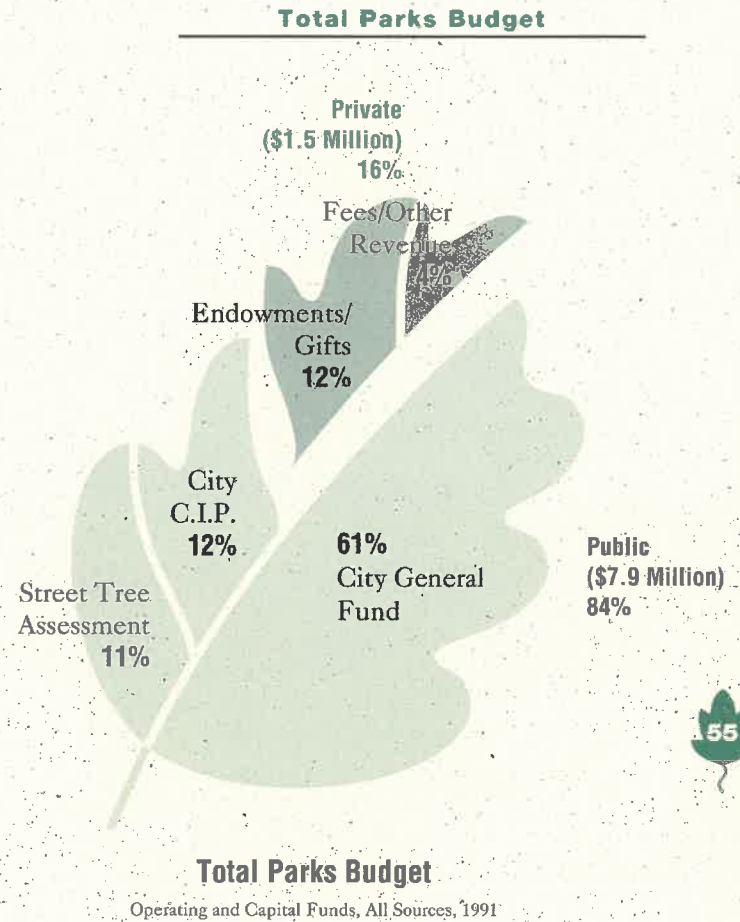 Total Parks Budget
Private
($1.5 Million)
16%
Fees/Other
Revenue
4%
Endowments/
Gifts
12%
City
C.I.P.
12%
61%
City General
Fund
Public
($7.9 Million)
84%
Street Tree
Assessment
11%
55
Total Parks Budget
Operating and Capital Funds, All Sources, 1991